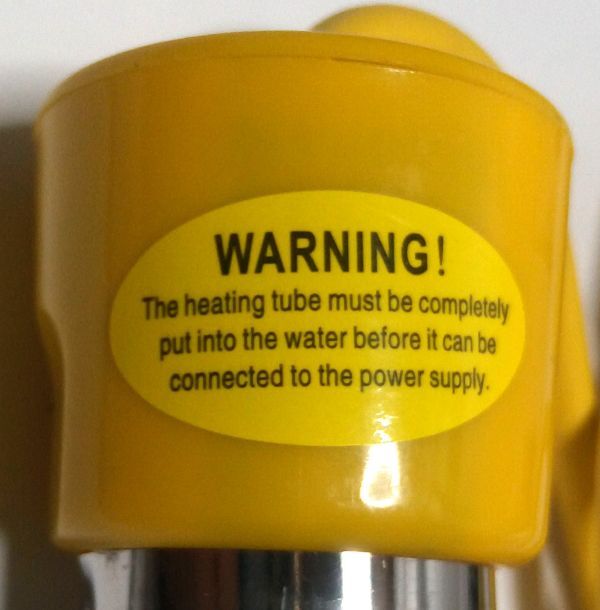 WARNING!
The heating tube must be completely
put into the water before it can be
connected to the power supply.